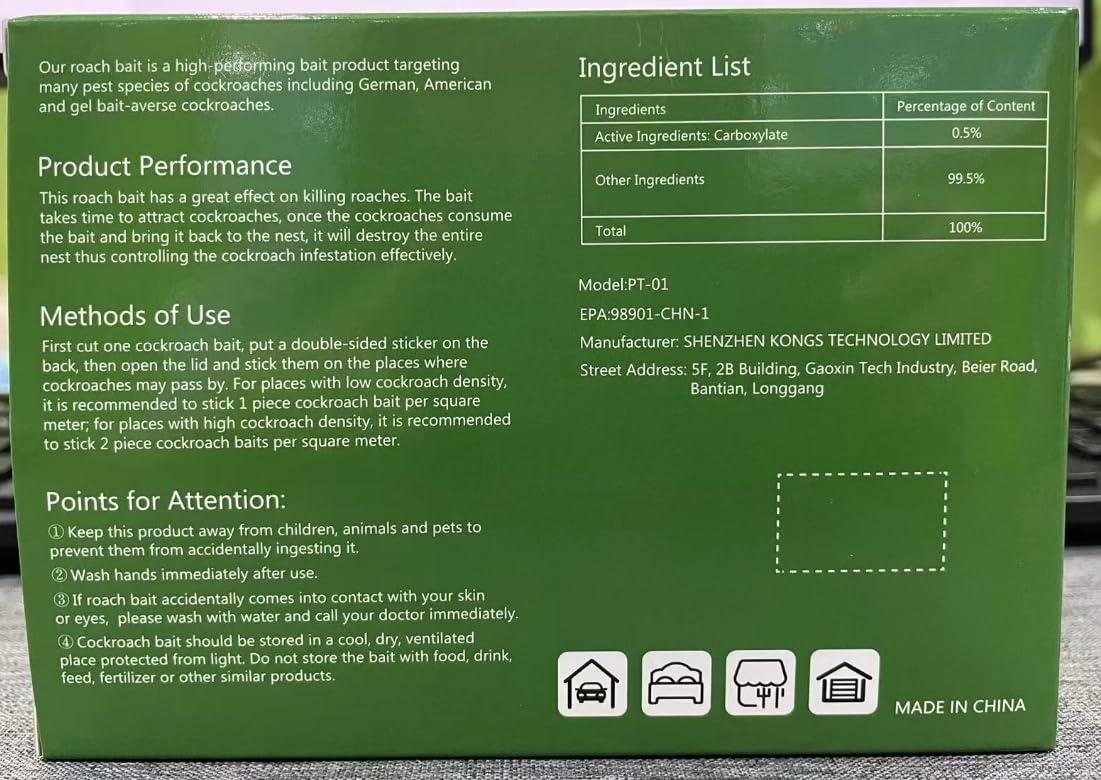 Our roach bait is a high-performing bait product targeting
many pest species of cockroaches including German, American
and gel bait-averse cockroaches.
Product Performance
This roach bait has a great effect on killing roaches. The bait
takes time to attract cockroaches, once the cockroaches consume
the bait and bring it back to the nest, it will destroy the entire
nest thus controlling the cockroach infestation effectively.
Methods of Use
First cut one cockroach bait, put a double-sided sticker on the
back, then open the lid and stick them on the places where
cockroaches may pass by. For places with low cockroach density,
it is recommended to stick 1 piece cockroach bait per square
meter; for places with high cockroach density, it is recommended
to stick 2 piece cockroach baits per square meter.
Points for Attention:
① Keep this product away from children, animals and pets to
prevent them from accidentally ingesting it.
② Wash hands immediately after use.
③ If roach bait accidentally comes into contact with your skin
or eyes, please wash with water and call your doctor immediately.
④ Cockroach bait should be stored in a cool, dry, ventilated
place protected from light. Do not store the bait with food, drink,
feed, fertilizer or other similar products.
Ingredient List
Ingredients Percentage of Content
Active Ingredients: Carboxylate 0.5%
Other Ingredients 99.5%
Total 100%
Model:PT-01
EPA:98901-CHN-1
Manufacturer: SHENZHEN KONGS TECHNOLOGY LIMITED
Street Address: 5F, 2B Building, Gaoxin Tech Industry, Beier Road,
Bantian, Longgang
MADE IN CHINA